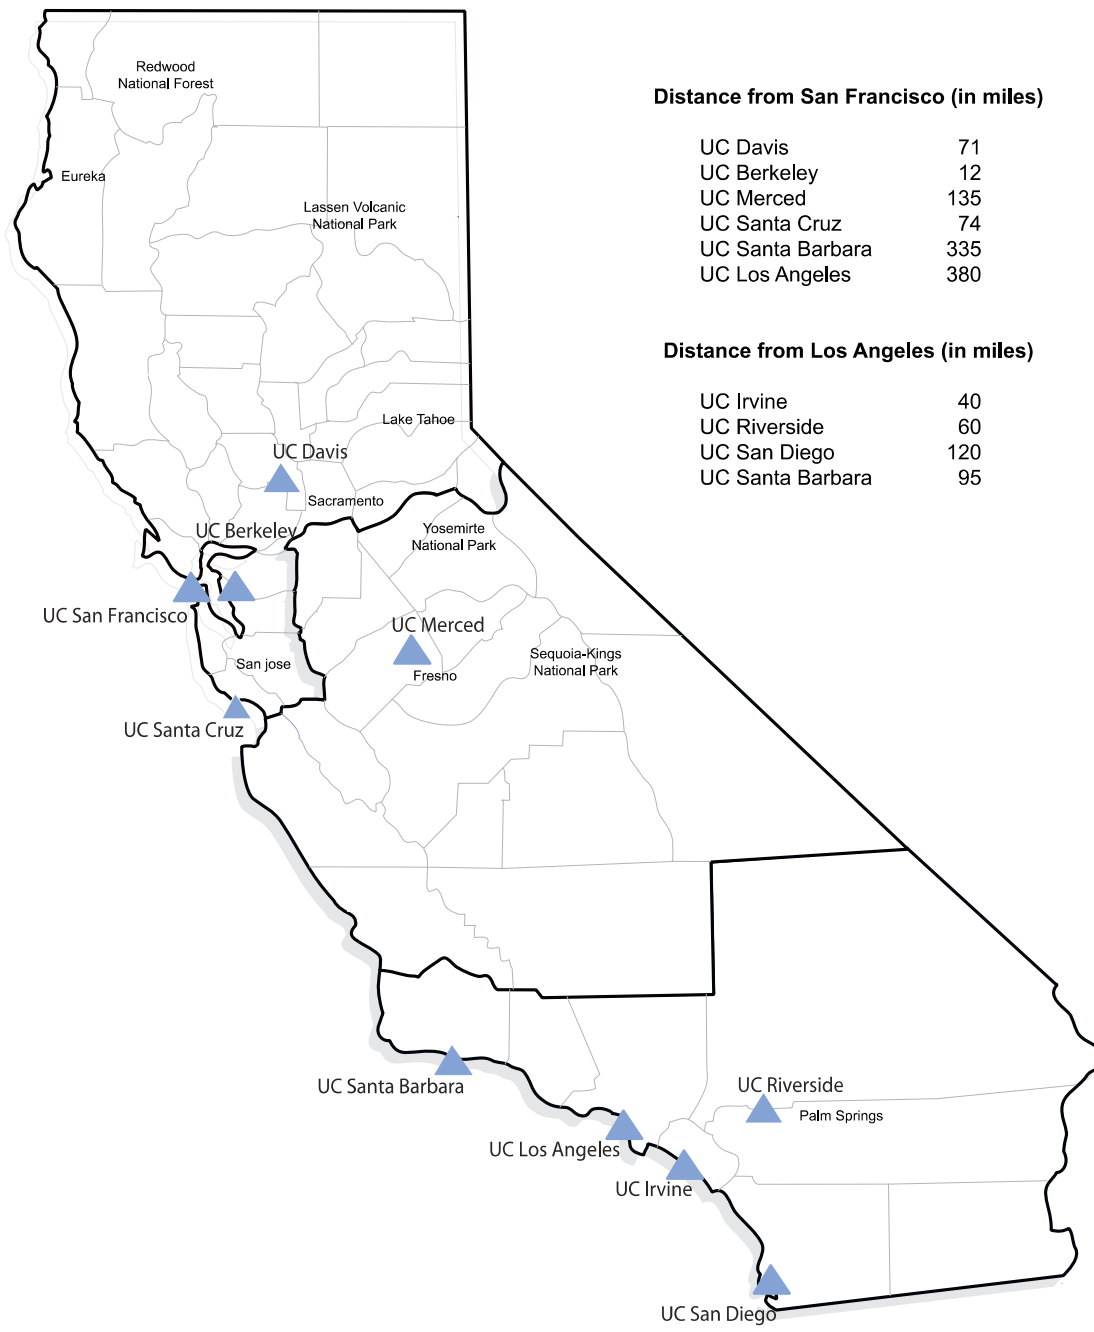 Redwood
National Forest
Distance from San Francisco (in miles)
UC Davis 71
UC Berkeley 12
UC Merced 135
UC Santa Cruz 74
UC Santa Barbara 335
UC Los Angeles 380
Eureka
Lassen Volcanic
National Park
Distance from Los Angeles (in miles)
UC Irvine 40
UC Riverside 60
UC San Diego 120
UC Santa Barbara 95
Lake Tahoe
UC Davis
Sacramento
UC Berkeley
Yosemirte
National Park
UC San Francisco
UC Merced
San jose
Fresno
Sequoia-Kings
National Park
UC Santa Cruz
UC Santa Barbara
UC Riverside
Palm Springs
UC Los Angeles
UC Irvine
UC San Diego